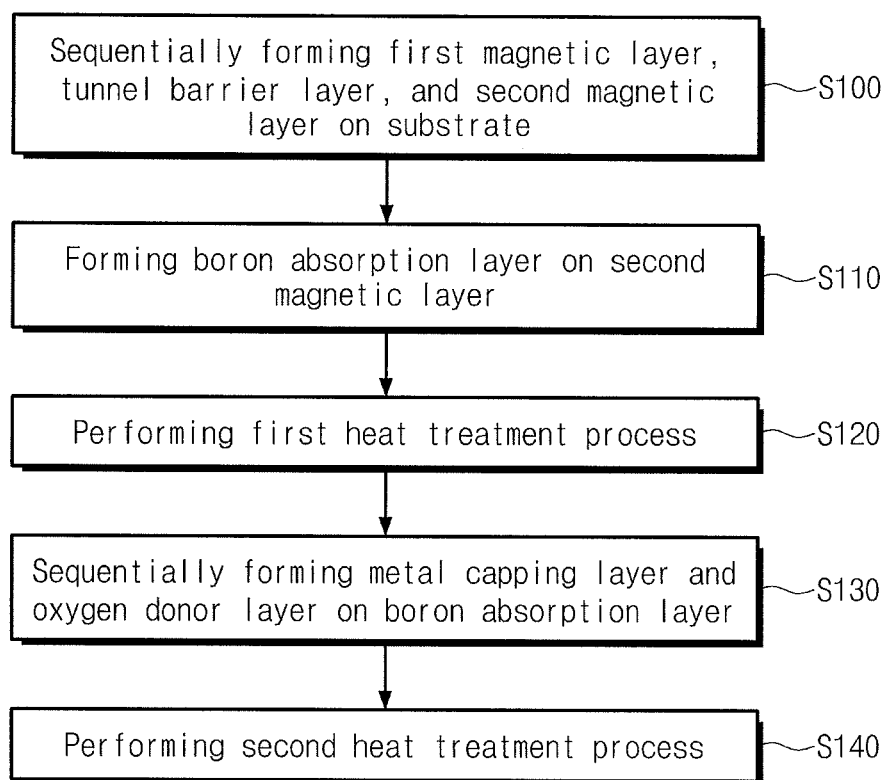 Sequentially forming first magnetic layer,
tunnel barrier layer, and second magnetic
layer on substrate
S100
Forming boron absorption layer on second
magnetic layer
S110
Performing first heat treatment process
S120
Sequentially forming metal capping layer and
oxygen donor layer on boron absorption layer
S130
Performing second heat treatment process
S140